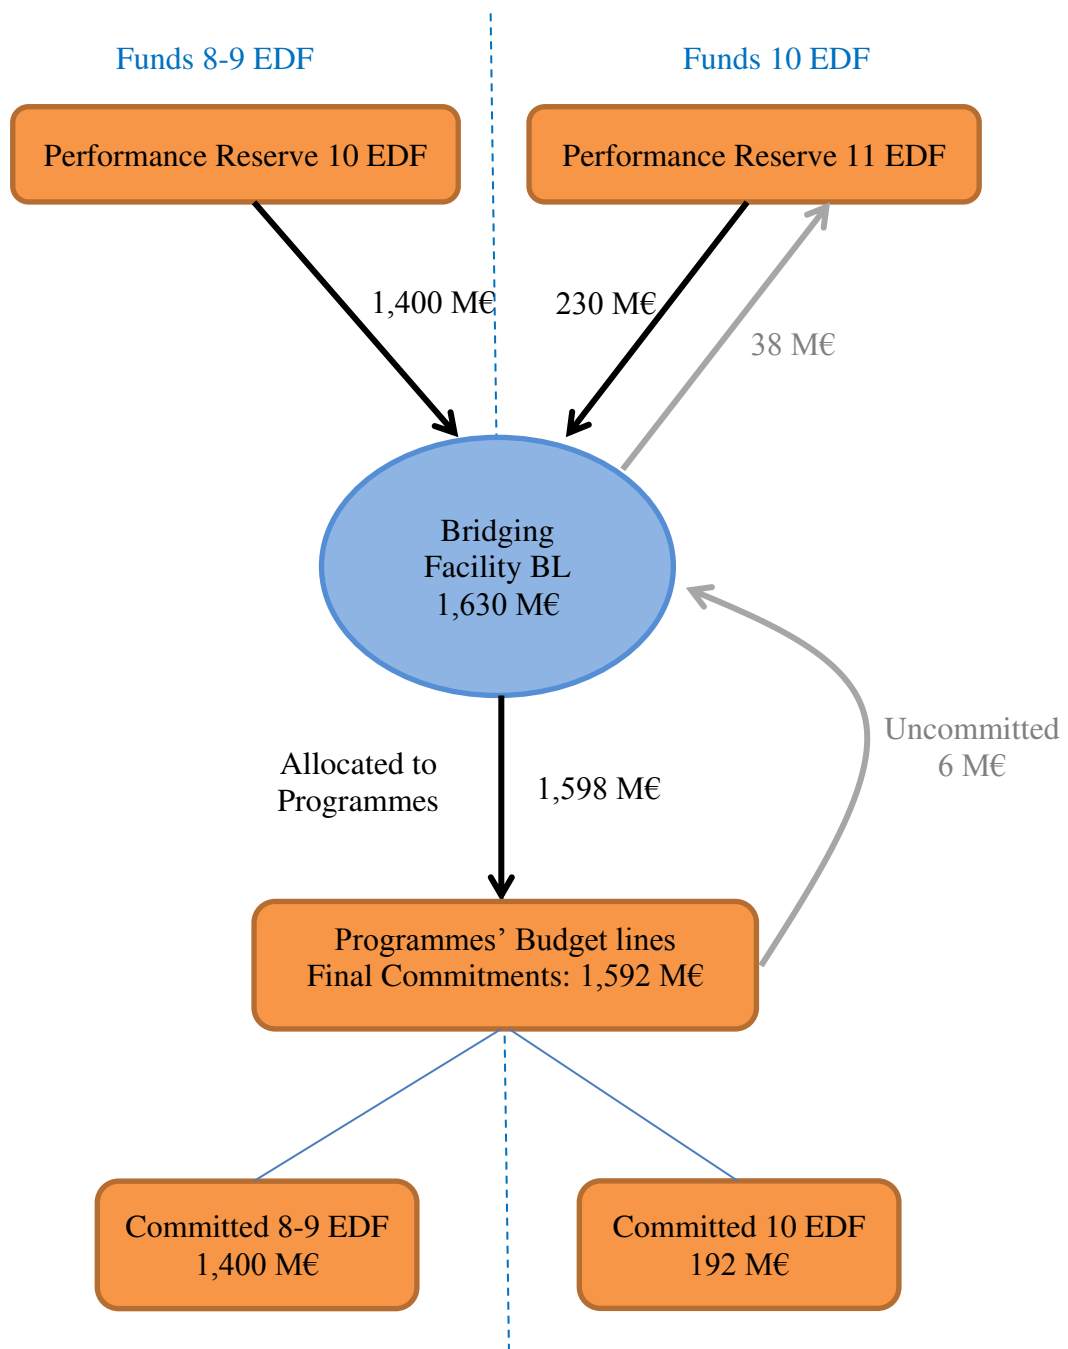 Funds 8-9 EDF
Funds 10 EDF
Performance Reserve 10 EDF
Performance Reserve 11 EDF
1,400 M€
230 M€
38 M€
Bridging
Facility BL
1,630 M€
Allocated to
Programmes
1,598 M€
Uncommitted
6 M€
Programmes’ Budget lines
Final Commitments: 1,592 M€
Committed 8-9 EDF
1,400 M€
Committed 10 EDF
192 M€